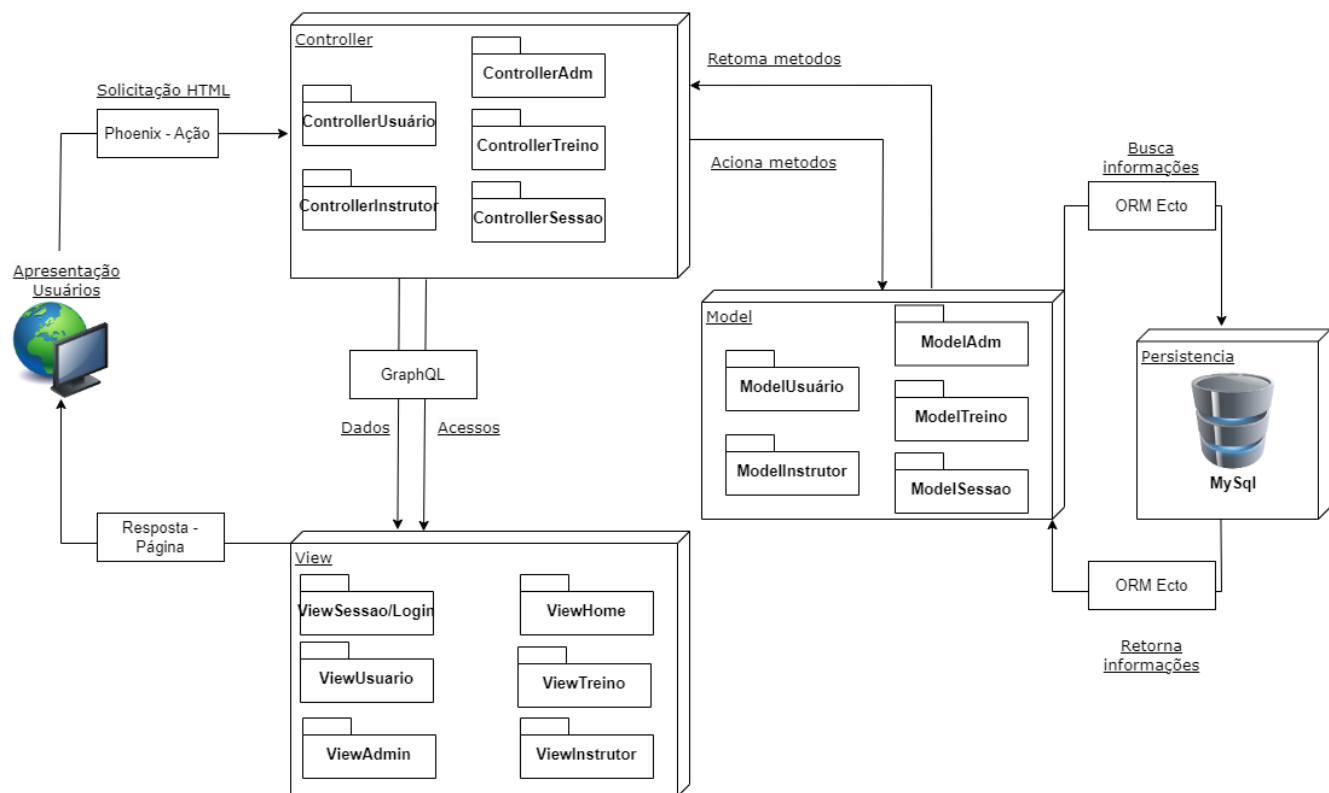 Controller
ControllerAdm
ControllerUsuário
ControllerTreino
ControllerInstrutor
ControllerSessao
Solicitação HTML
Phoenix - Ação
Retoma metodos
Aciona metodos
Busca
informações
ORM Ecto
Apresentação
Usuários
Model
ModelAdm
ModelUsuário
ModelTreino
ModelInstrutor
ModelSessao
Persistencia
MySql
GraphQL
Dados
Acessos
Resposta -
Página
View
ViewSessao/Login
ViewHome
ViewUsuario
ViewTreino
ViewAdmin
ViewInstrutor
ORM Ecto
Retorna
informações